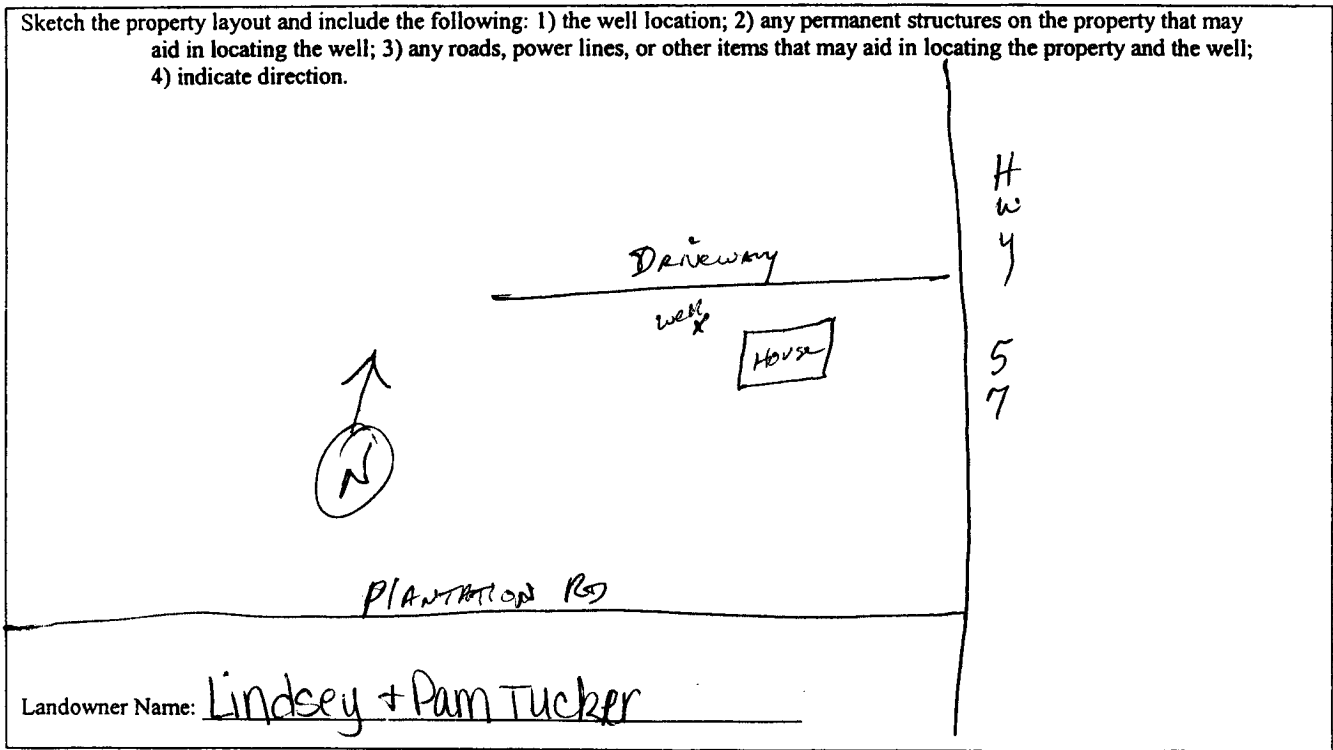 Sketch the property layout and include the following: 1) the well location; 2) any permanent structures on the property that may
aid in locating the well; 3) any roads, power lines, or other items that may aid in locating the property and the well;
4) indicate direction.
Hwy 57
Driveway
well x
House
N
Plantation Rd
Landowner Name: Lindsey + Pam Tucker